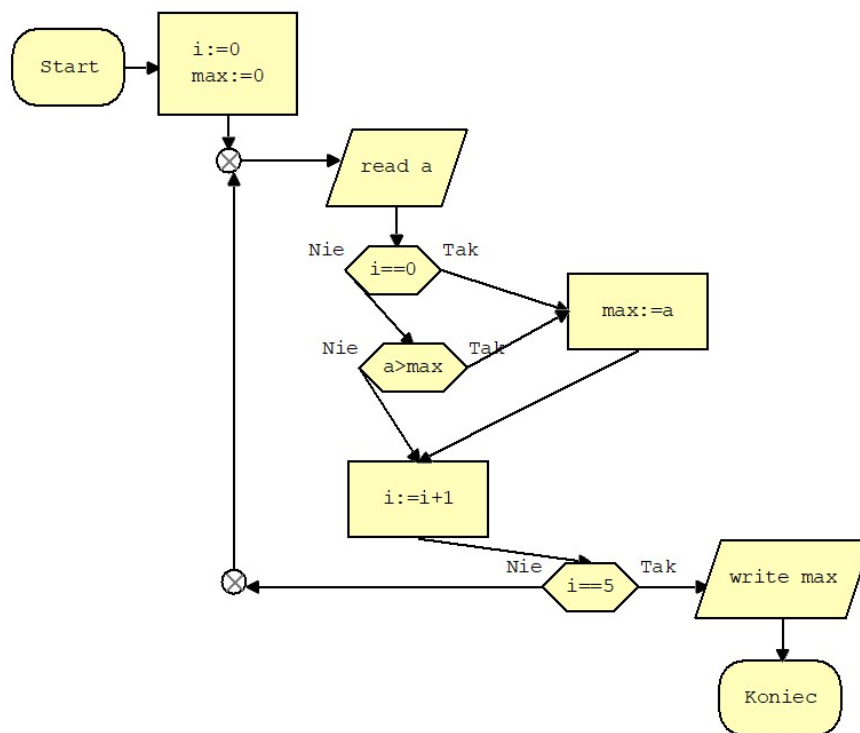 Start
i:=0
max:=0
read a
Nie
Tak
i==0
max:=a
Nie
Tak
a>max
i:=i+1
Nie
Tak
i==5
write max
Koniec